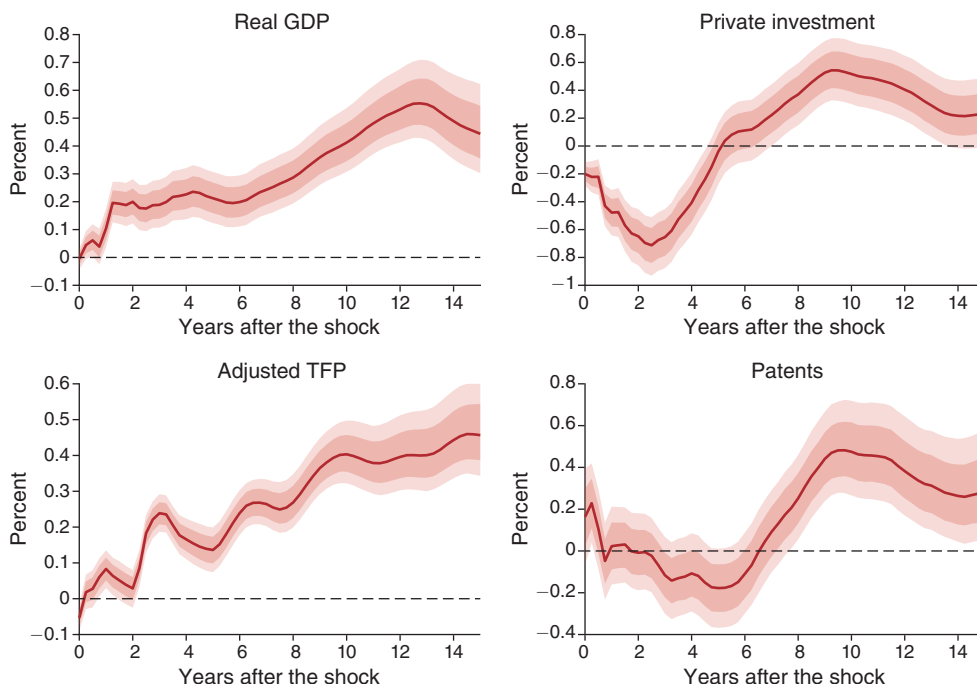 Real GDP
0.8
0.7
0.6
0.5
0.4
0.3
0.2
0.1
0
−0.1
Percent
0 2 4 6 8 10 12 14
Years after the shock
Private investment
0.8
0.6
0.4
0.2
0
−0.2
−0.4
−0.6
−0.8
−1
Percent
0 2 4 6 8 10 12 14
Years after the shock
Adjusted TFP
0.6
0.5
0.4
0.3
0.2
0.1
0
−0.1
Percent
0 2 4 6 8 10 12 14
Years after the shock
Patents
0.8
0.6
0.4
0.2
0
−0.2
−0.4
Percent
0 2 4 6 8 10 12 14
Years after the shock